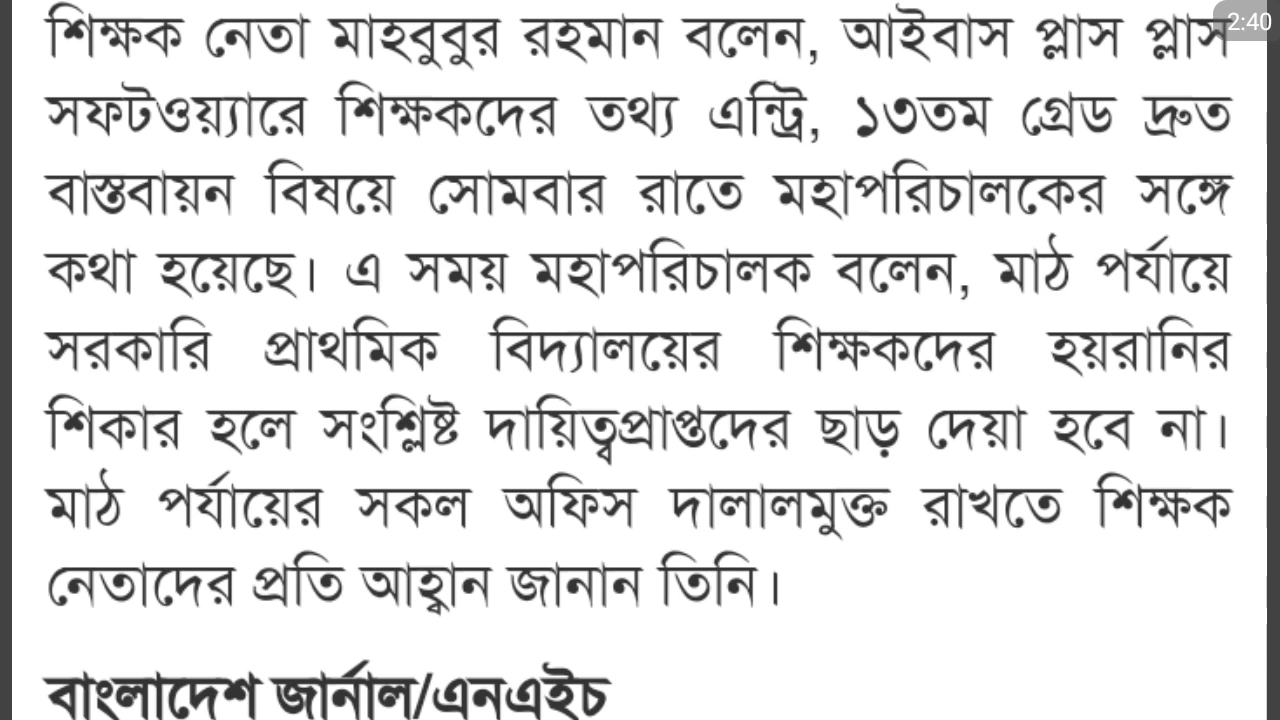 শিক্ষক নেতা মাহবুবুর রহমান বলেন, আইবাস প্লাস প্লাস
2:40
সফটওয়্যারে শিক্ষকদের তথ্য এন্ট্রি, ১৩তম গ্রেড দ্রুত
বাস্তবায়ন বিষয়ে সোমবার রাতে মহাপরিচালকের সঙ্গে
কথা হয়েছে। এ সময় মহাপরিচালক বলেন, মাঠ পর্যায়ে
সরকারি প্রাথমিক বিদ্যালয়ের শিক্ষকদের হয়রানির
শিকার হলে সংশ্লিষ্ট দায়িত্বপ্রাপ্তদের ছাড় দেয়া হবে না।
মাঠ পর্যায়ের সকল অফিস দালালমুক্ত রাখতে শিক্ষক
নেতাদের প্রতি আহ্বান জানান তিনি।
বাংলাদেশ জার্নাল/এনএইচ